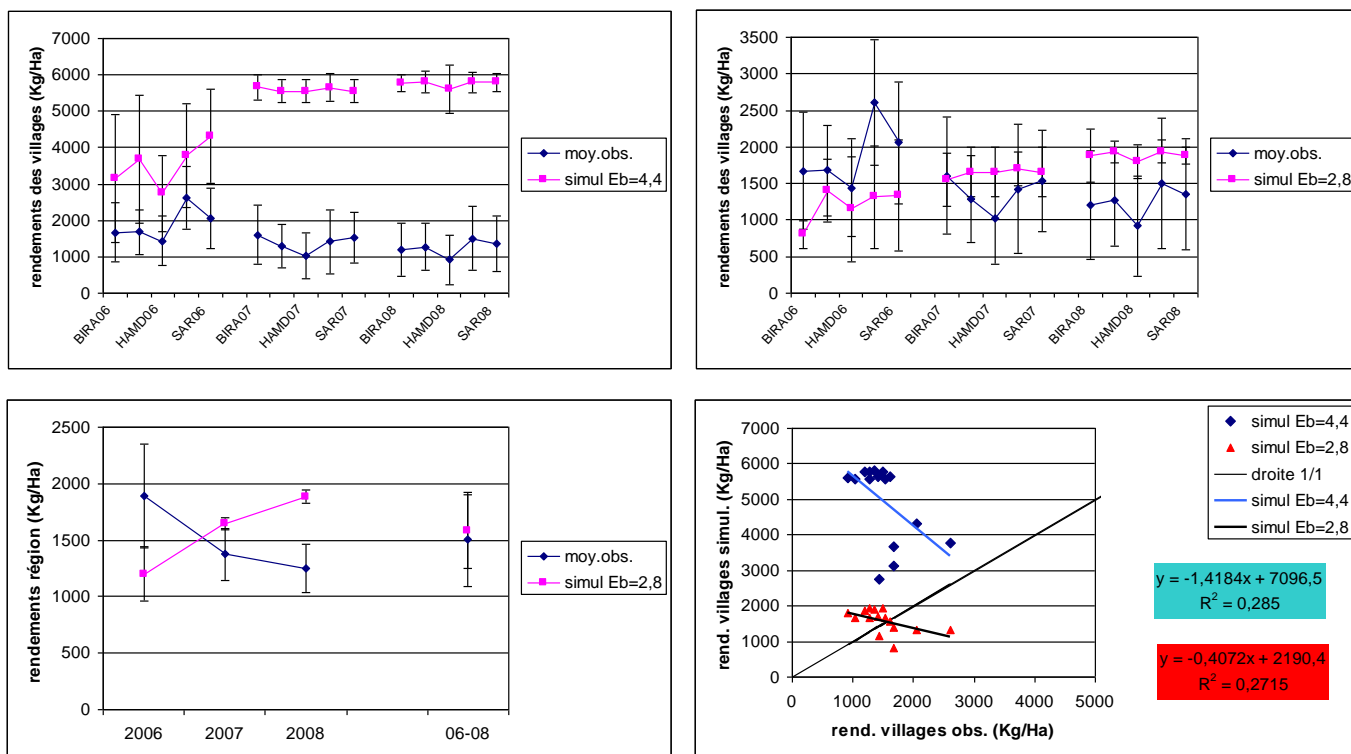 rendements des villages (Kg/Ha)
7000
6000
5000
4000
3000
2000
1000
0
BIRA06
HAMD06
SAR06
BIRA07
HAMD07
SAR07
BIRA08
HAMD08
SAR08
moy.obs.
simul Eb=4,4
rendements des villages (Kg/Ha)
3500
3000
2500
2000
1500
1000
500
0
BIRA06
HAMD06
SAR06
BIRA07
HAMD07
SAR07
BIRA08
HAMD08
SAR08
moy.obs.
simul Eb=2,8
rendements région (Kg/Ha)
2500
2000
1500
1000
500
0
2006
2007
2008
06-08
moy.obs.
simul Eb=2,8
rend. villages simul. (Kg/Ha)
7000
6000
5000
4000
3000
2000
1000
0
0
1000
2000
3000
4000
5000
rend. villages obs. (Kg/Ha)
simul Eb=4,4
simul Eb=2,8
droite 1/1
simul Eb=4,4
simul Eb=2,8
y = -1,4184x + 7096,5
R² = 0,285
y = -0,4072x + 2190,4
R² = 0,2715